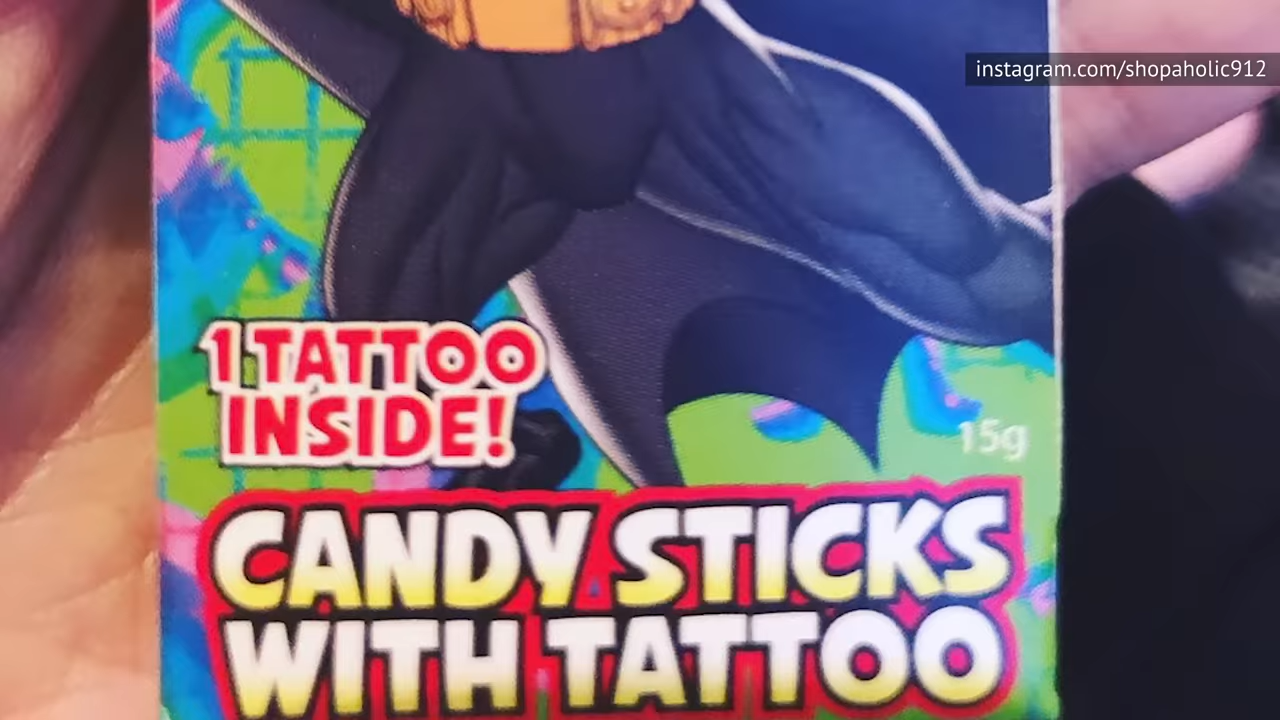 instagram.com/shopaholic912
1 TATTOO
INSIDE!
15g
CANDY STICKS
WITH TATTOO